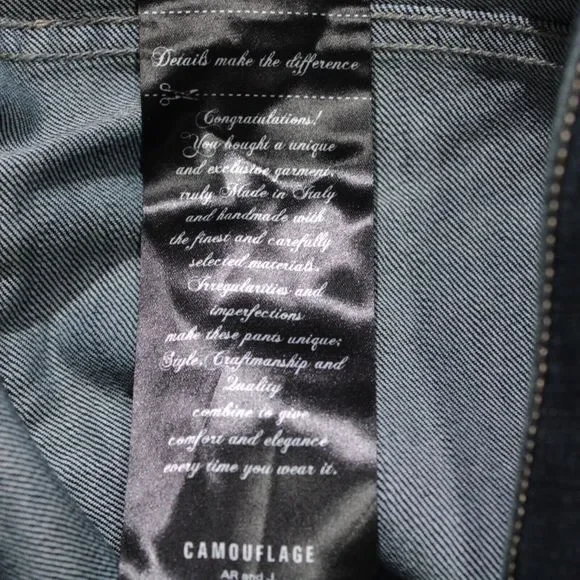 Details make the difference
Congratulations!
You bought a unique
and exclusive garment,
truly Made in Italy
and handmade with
the finest and carefully
selected materials.
Irregularities and
imperfections
make these pants unique;
Style, Craftmanship and
Quality
combine to give
comfort and elegance
every time you wear it.
CAMOUFLAGE
AR and J.